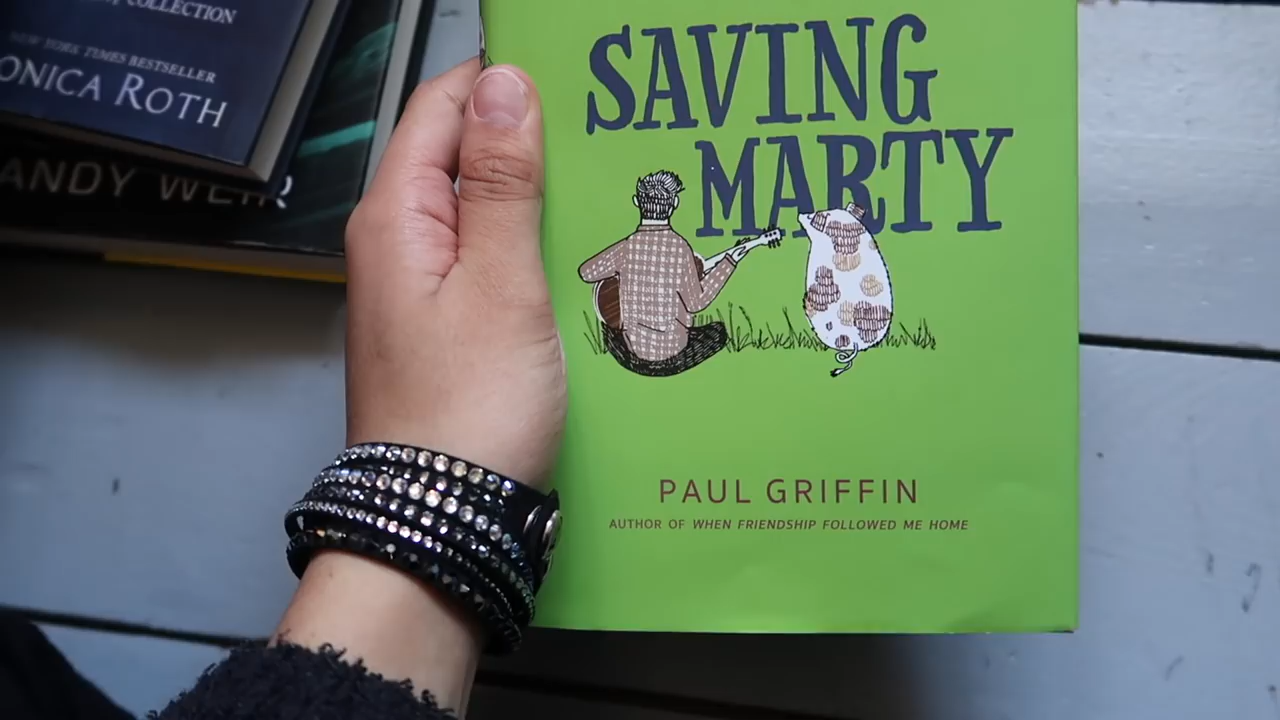 COLLECTION
NEW YORK TIMES BESTSELLER
ONICA ROTH
ANDY WEIR
SAVING
MARTY
PAUL GRIFFIN
AUTHOR OF WHEN FRIENDSHIP FOLLOWED ME HOME